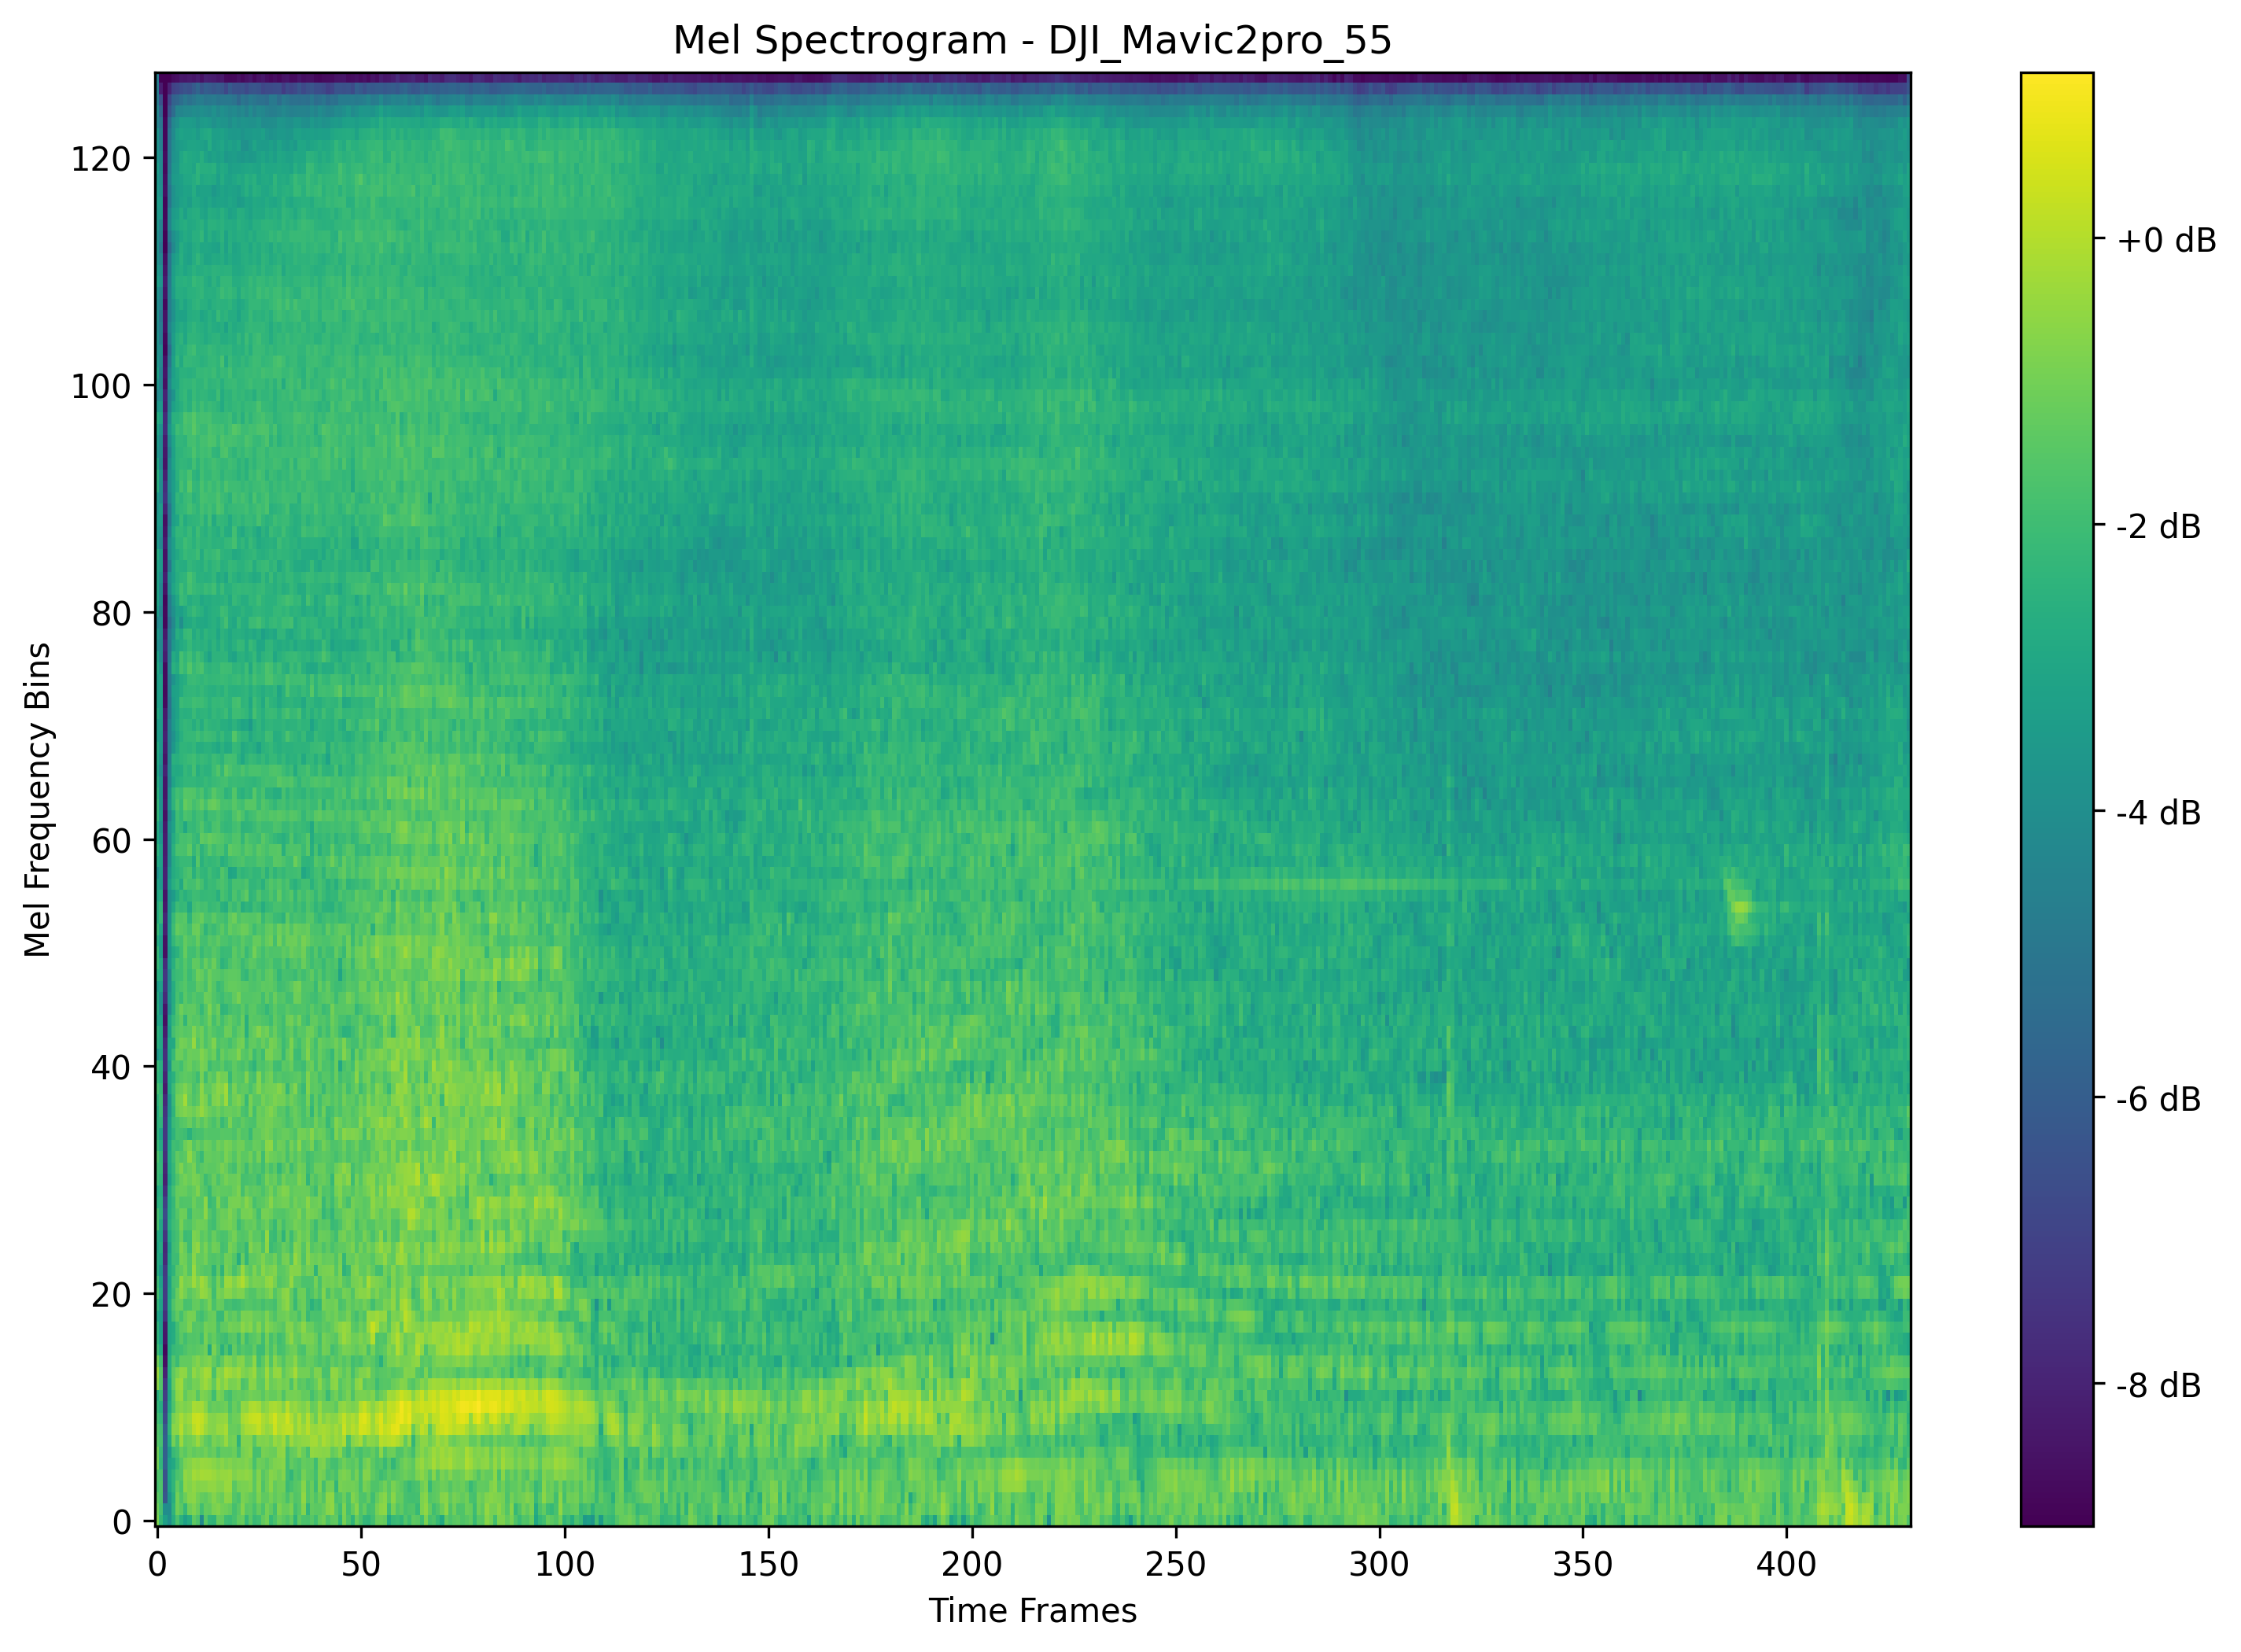 Mel Spectrogram - DJI_Mavic2pro_55
Mel Frequency Bins
120
100
80
60
40
20
0
0 50 100 150 200 250 300 350 400
Time Frames
+0 dB
-2 dB
-4 dB
-6 dB
-8 dB